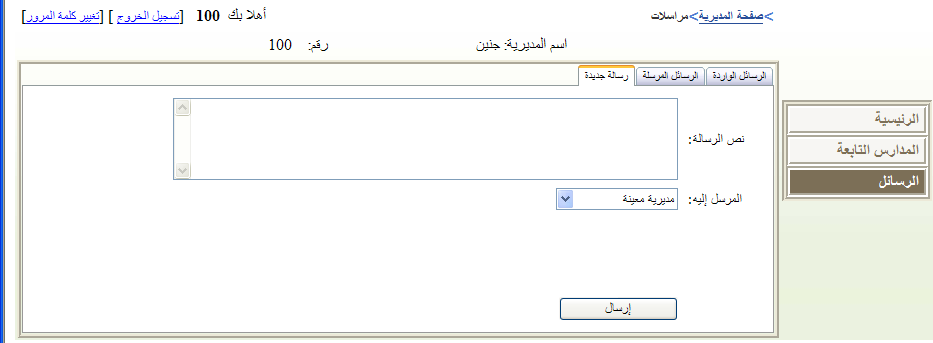 >صفحة المديرية>مراسلات
أهلا بك 100 [تسجيل الخروج ] [تغيير كلمة المرور]
اسم المديرية: جنين رقم: 100
الرسائل الواردة الرسائل المرسلة رسالة جديدة
الرئيسية
المدارس التابعة
الرسائل
نص الرسالة:
المرسل إليه: مديرية معينة
إرسال